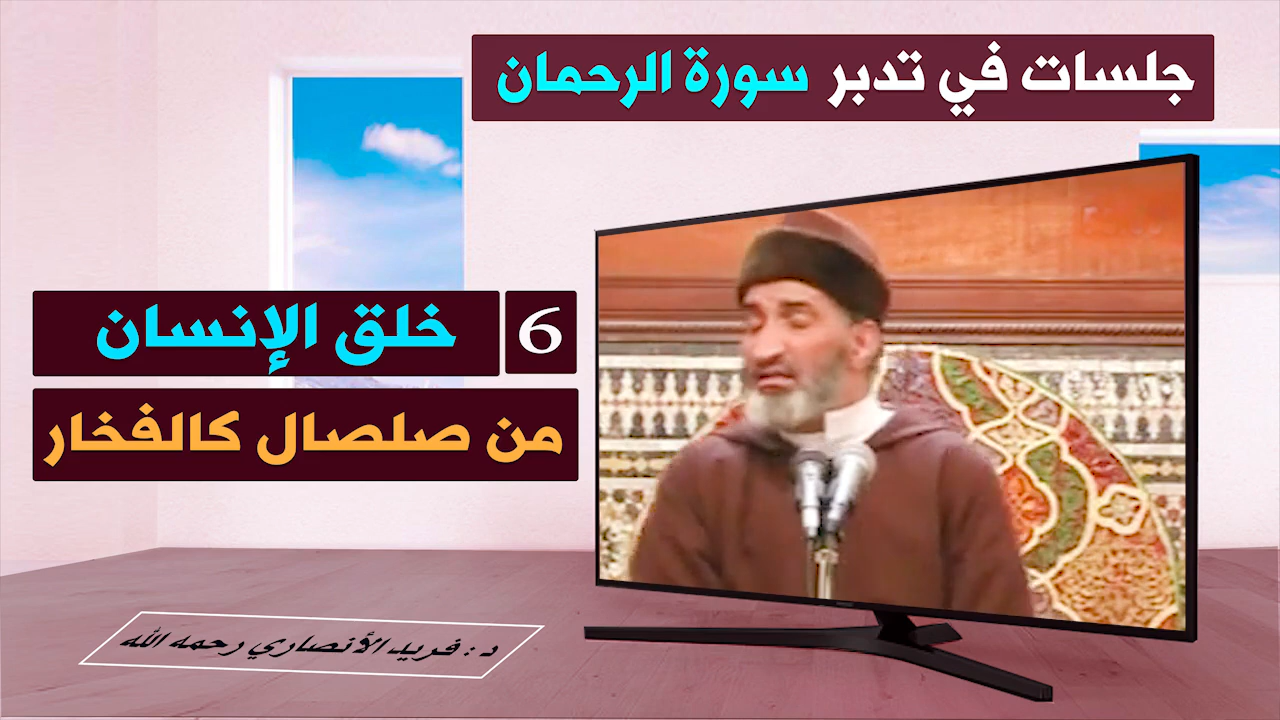 جلسات في تدبر سورة الرحمان
6 خلق الإنسان
من صلصال كالفخار
د : فريد الأنصاري رحمه الله